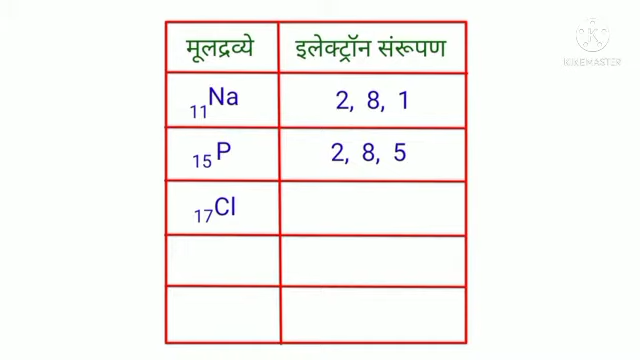 मूलद्रव्ये इलेक्ट्रॉन संरूपण
₁₁Na 2, 8, 1
₁₅P 2, 8, 5
₁₇Cl
K
KINEMASTER